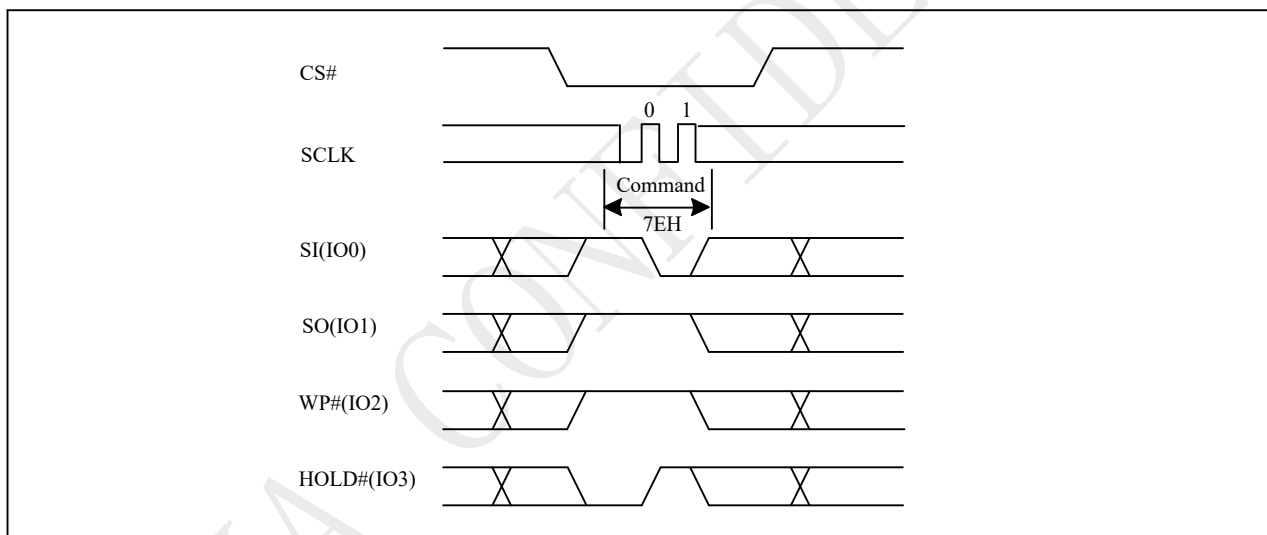 CS#
0 1
SCLK
Command
7EH
SI(IO0)
SO(IO1)
WP#(IO2)
HOLD#(IO3)